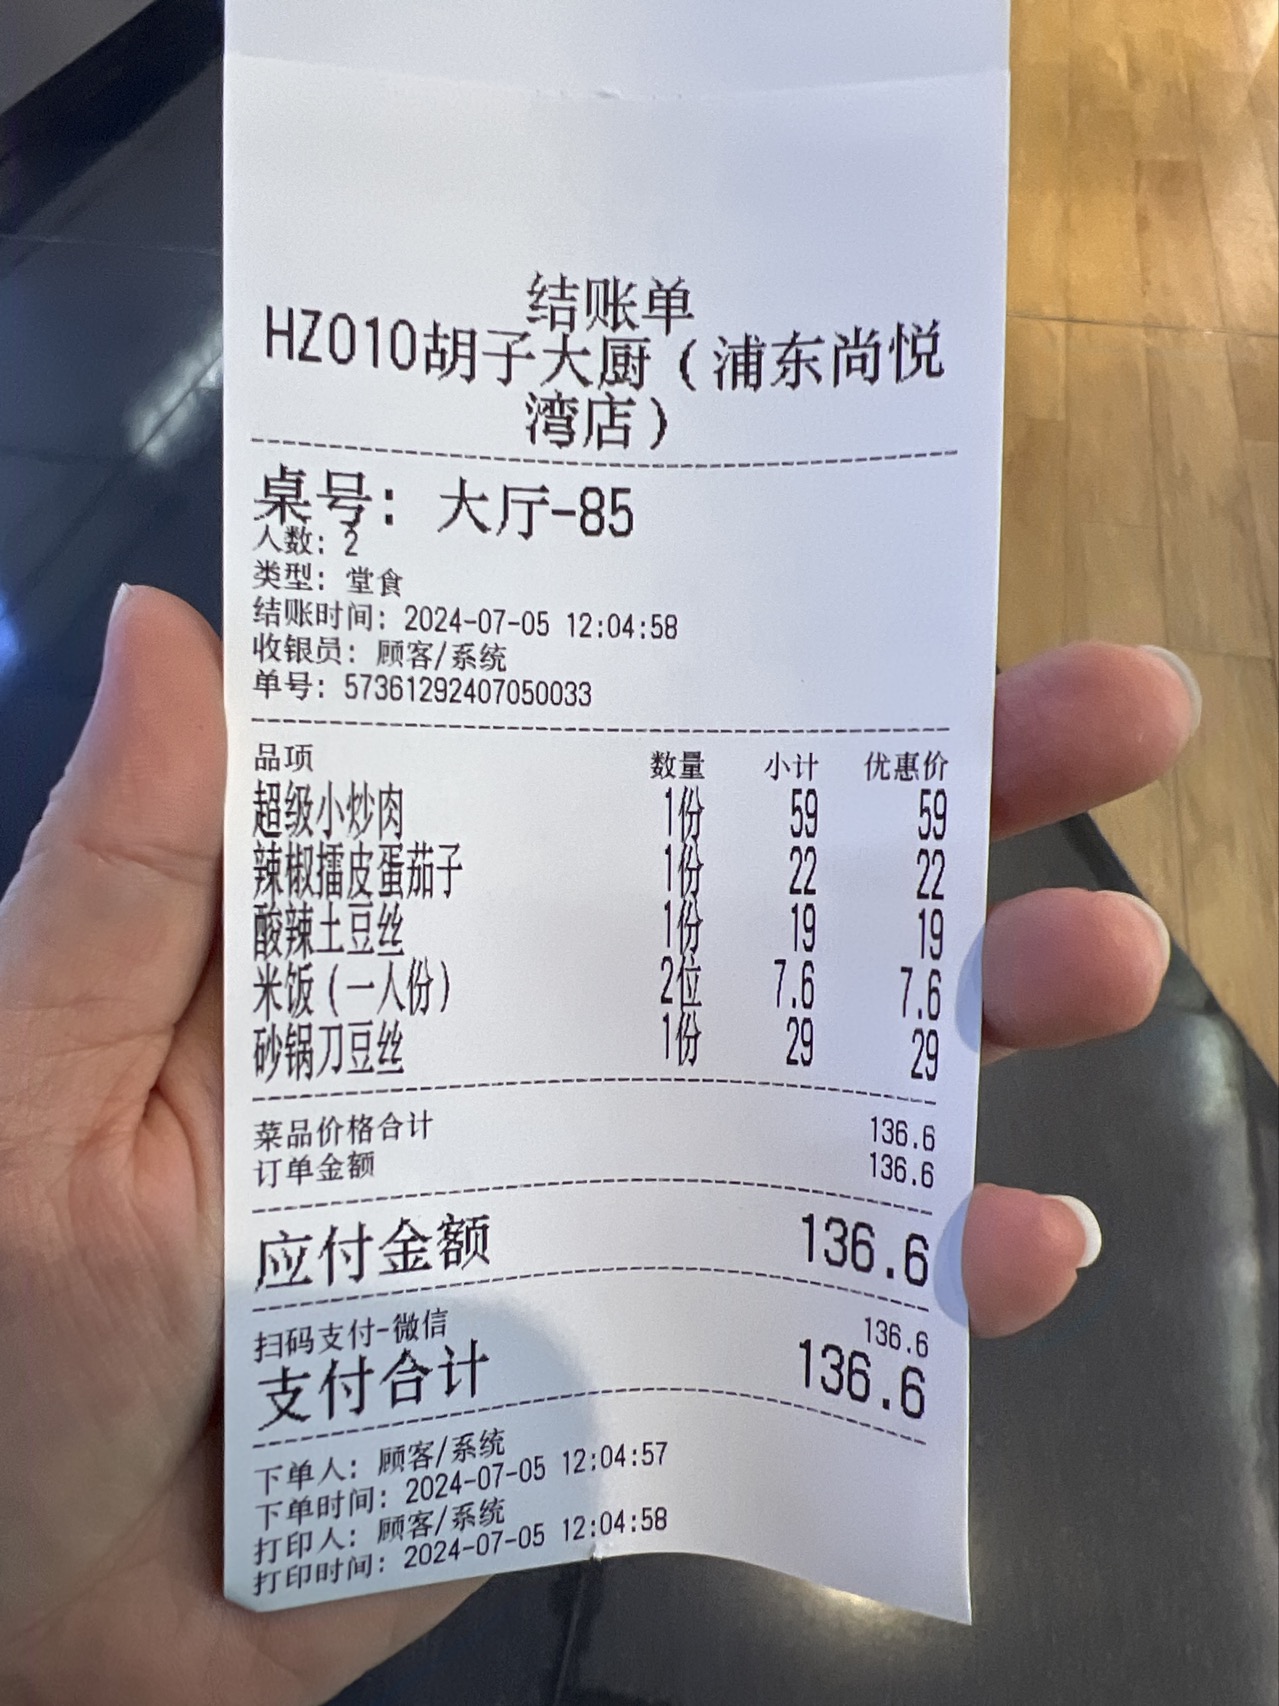 结账单
HZ010胡子大厨（浦东尚悦
湾店）
桌号：大厅-85
人数：2
类型：堂食
结账时间：2024-07-05 12:04:58
收银员：顾客/系统
单号：57361292407050033
品项 数量 小计 优惠价
超级小炒肉 1份 59 59
辣椒擂皮蛋茄子 1份 22 22
酸辣土豆丝 1份 19 19
米饭（一人份） 2位 7.6 7.6
砂锅刀豆丝 1份 29 29
菜品价格合计 136.6
订单金额 136.6
应付金额 136.6
扫码支付-微信 136.6
支付合计 136.6
下单人：顾客/系统
下单时间：2024-07-05 12:04:57
打印人：顾客/系统
打印时间：2024-07-05 12:04:58